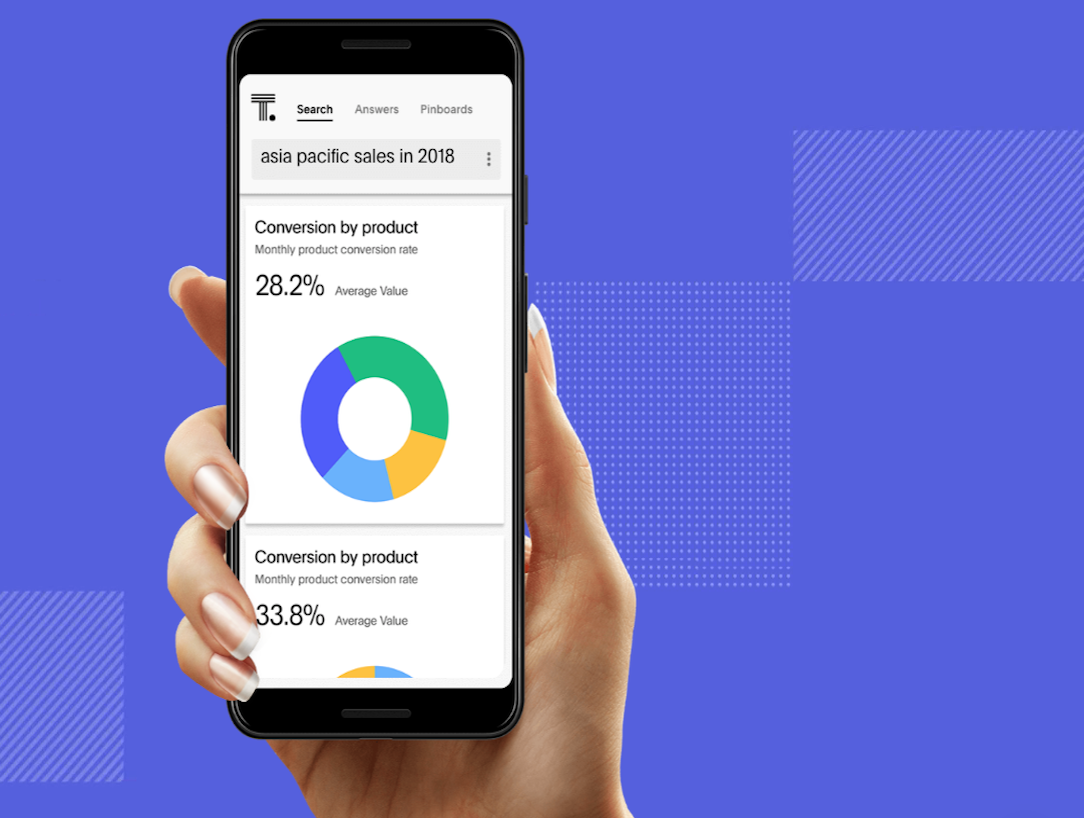 T.
Search Answers Pinboards
asia pacific sales in 2018
Conversion by product
Monthly product conversion rate
28.2% Average Value
Conversion by product
Monthly product conversion rate
33.8% Average Value